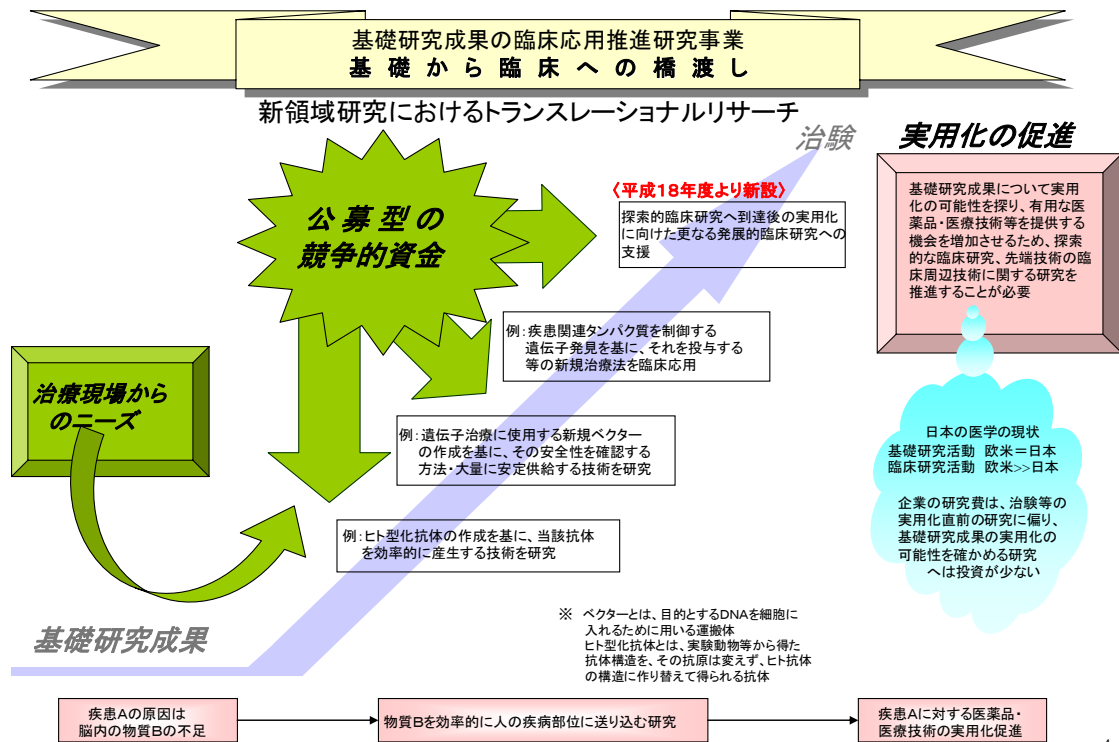 基礎研究成果の臨床応用推進研究事業
基礎から臨床への橋渡し
新領域研究におけるトランスレーショナルリサーチ
治験
実用化の促進
公募型の
競争的資金
〈平成18年度より新設〉
探索的臨床研究へ到達後の実用化
に向けた更なる発展的臨床研究への
支援
基礎研究成果について実用
化の可能性を探り、有用な医
薬品・医療技術等を提供する
機会を増加させるため、探索
的な臨床研究、先端技術の臨
床周辺技術に関する研究を
推進することが必要
例:疾患関連タンパク質を制御する
遺伝子発見を基に、それを投与する
等の新規治療法を臨床応用
治療現場から
のニーズ
例:遺伝子治療に使用する新規ベクター
の作成を基に、その安全性を確認する
方法・大量に安定供給する技術を研究
日本の医学の現状
基礎研究活動 欧米=日本
臨床研究活動 欧米>>日本
企業の研究費は、治験等の
実用化直前の研究に偏り、
基礎研究成果の実用化の
可能性を確かめる研究
へは投資が少ない
例:ヒト型化抗体の作成を基に、当該抗体
を効率的に産生する技術を研究
基礎研究成果
※ ベクターとは、目的とするDNAを細胞に
入れるために用いる運搬体
ヒト型化抗体とは、実験動物等から得た
抗体構造を、その抗原は変えず、ヒト抗体
の構造に作り替えて得られる抗体
疾患Aの原因は
脳内の物質Bの不足
物質Bを効率的に人の疾病部位に送り込む研究
疾患Aに対する医薬品・
医療技術の実用化促進